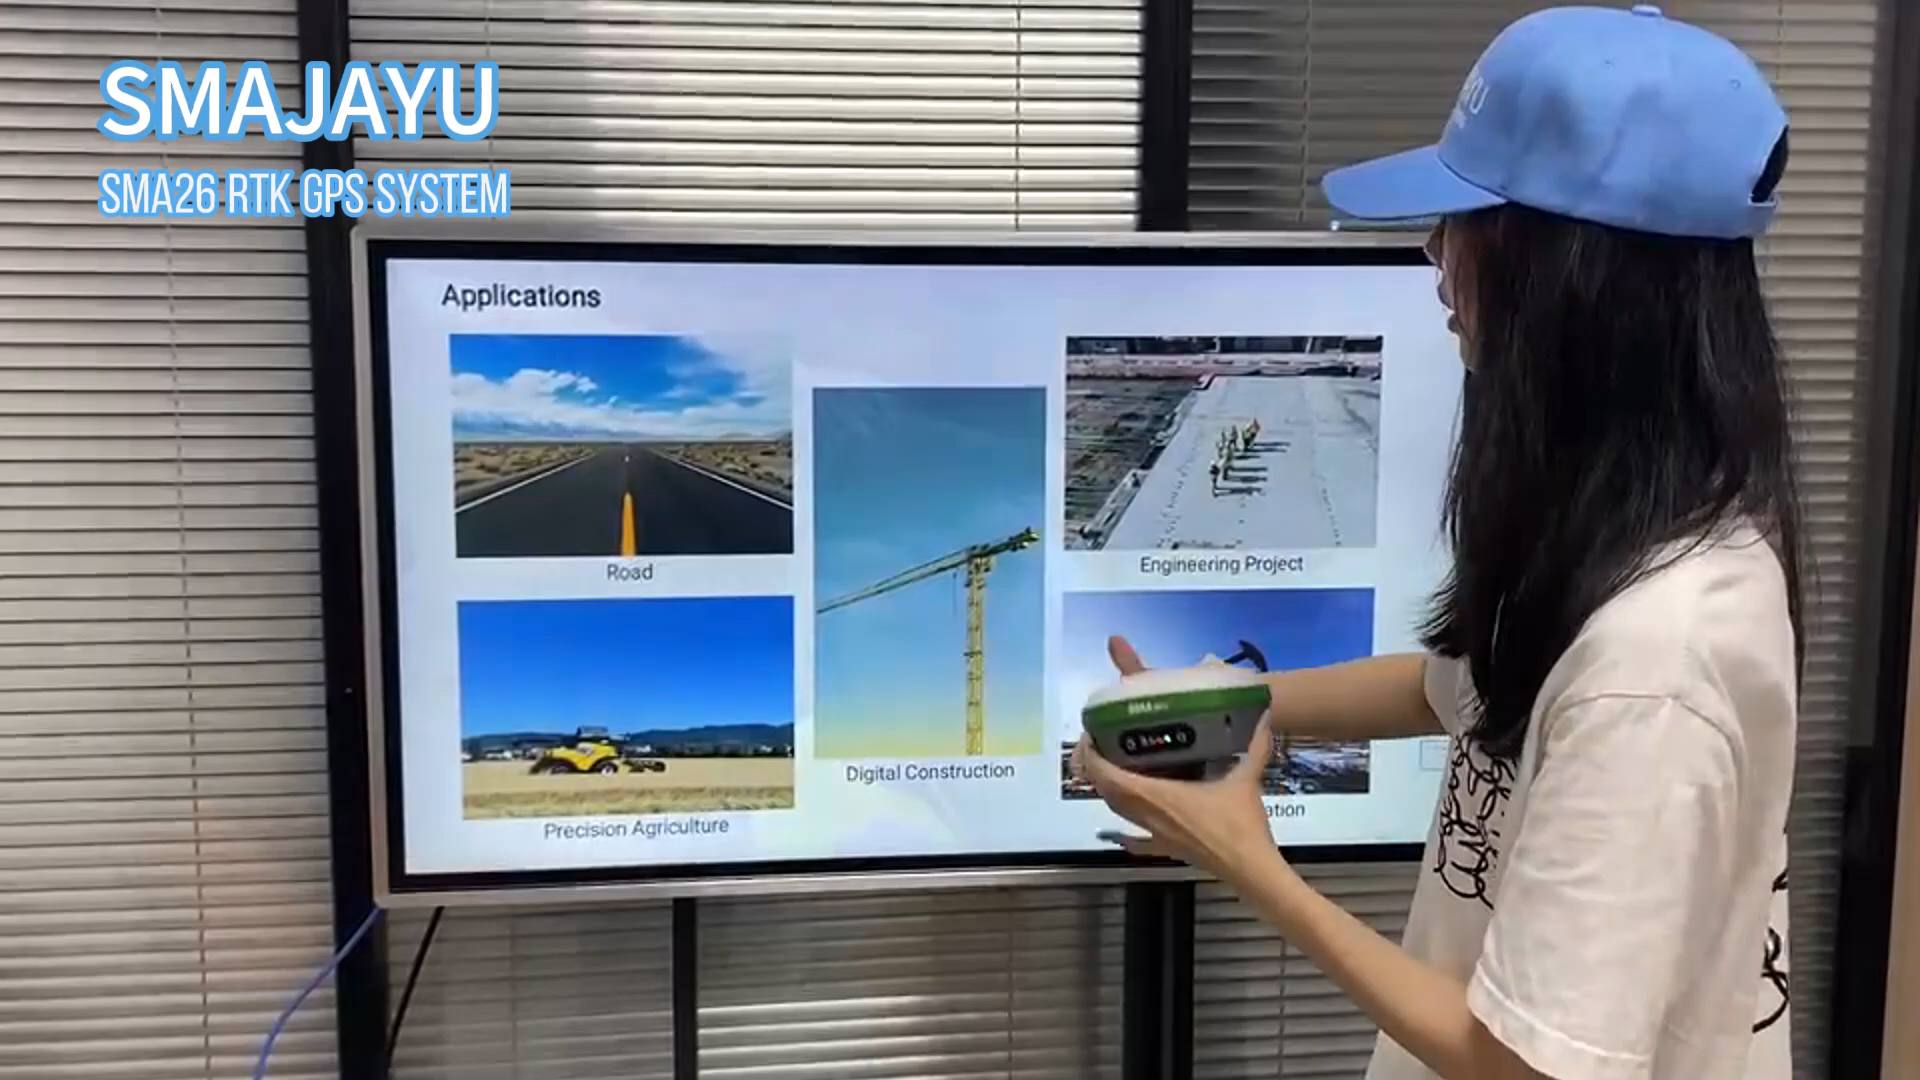 SMAJAYU
SMA26 RTK GPS SYSTEM
Applications
Road
Engineering Project
Digital Construction
Precision Agriculture
ation